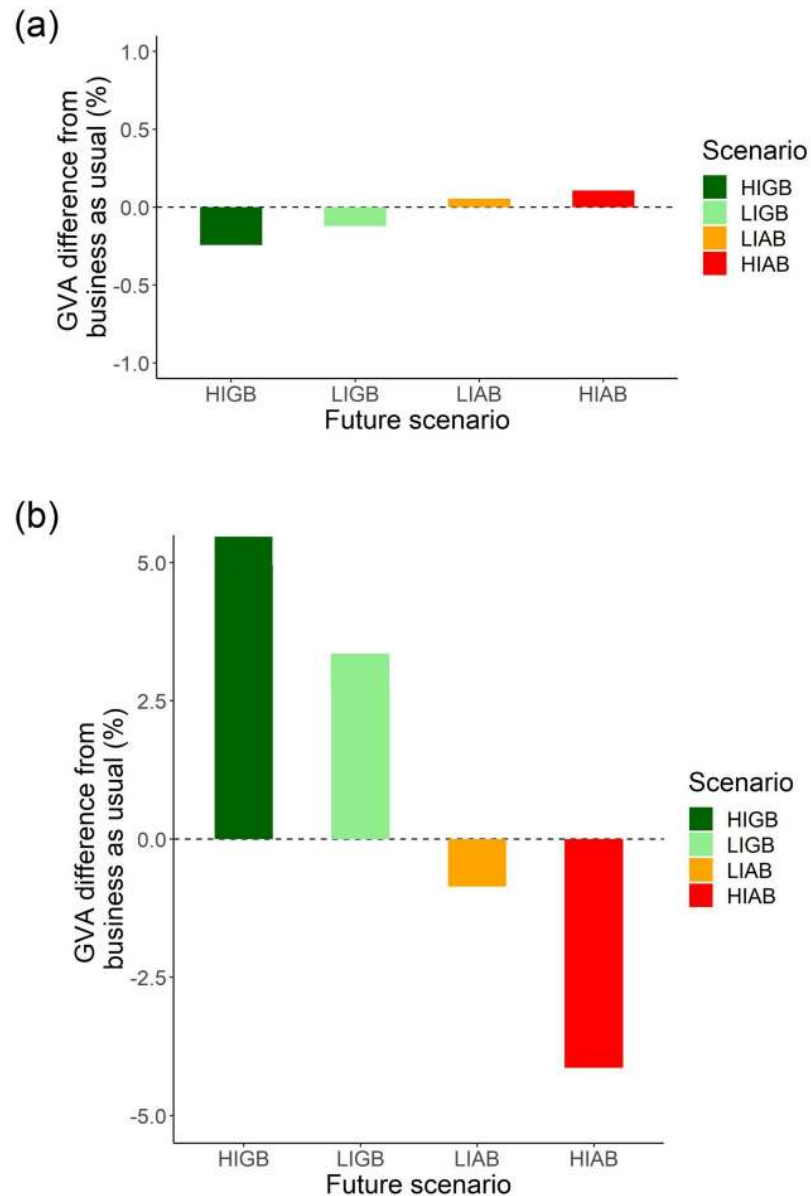 (a)
GVA difference from
business as usual (%)
1.0
0.5
0.0
-0.5
-1.0
HIGB LIGB LIAB HIAB
Future scenario
Scenario
HIGB
LIGB
LIAB
HIAB
(b)
GVA difference from
business as usual (%)
5.0
2.5
0.0
-2.5
-5.0
HIGB LIGB LIAB HIAB
Future scenario
Scenario
HIGB
LIGB
LIAB
HIAB